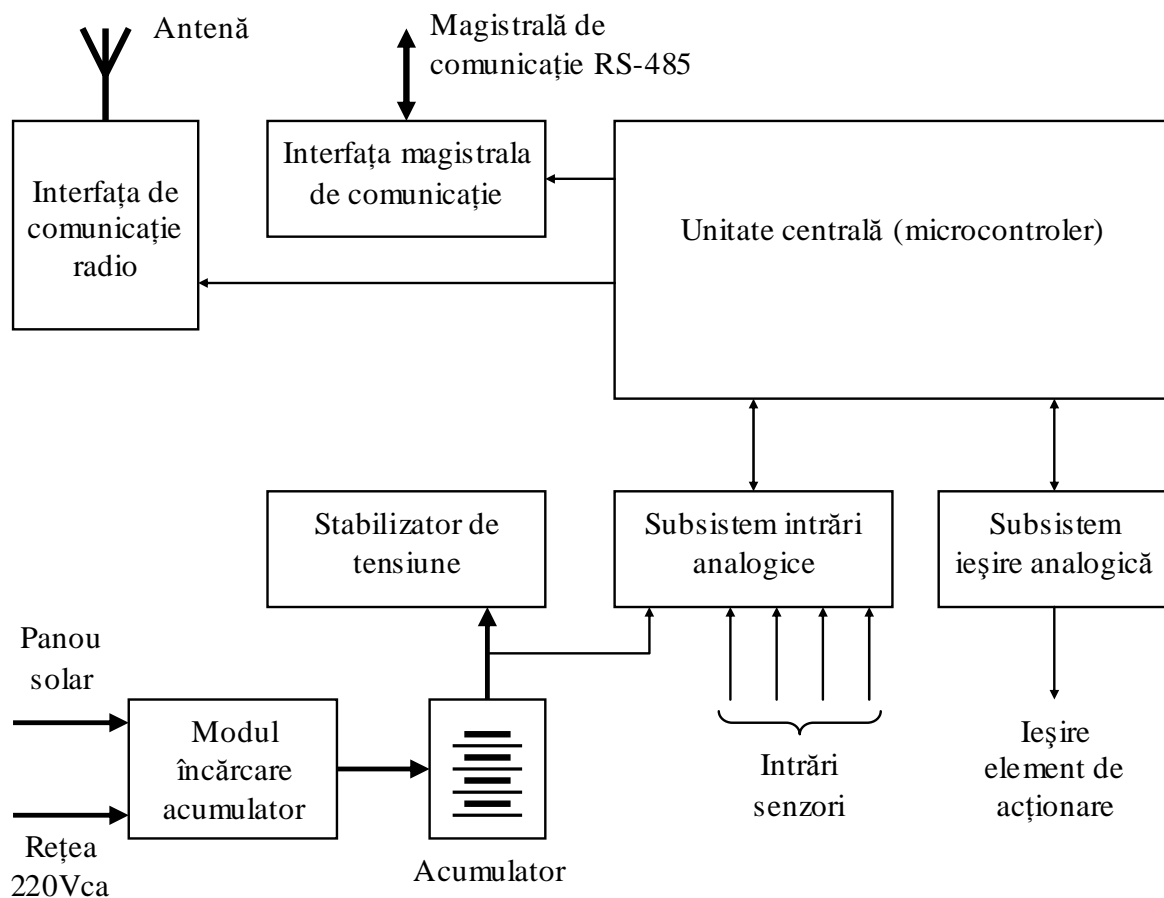 Antenă
Magistrală de
comunicație RS-485
Interfața de
comunicație
radio
Interfața magistrala
de comunicație
Unitate centrală (microcontroler)
Stabilizator de
tensiune
Subsistem intrări
analogice
Subsistem
ieşire analogică
Panou
solar
Modul
încărcare
acumulator
Rețea
220Vca
Acumulator
Intrări
senzori
Ieşire
element de
acționare